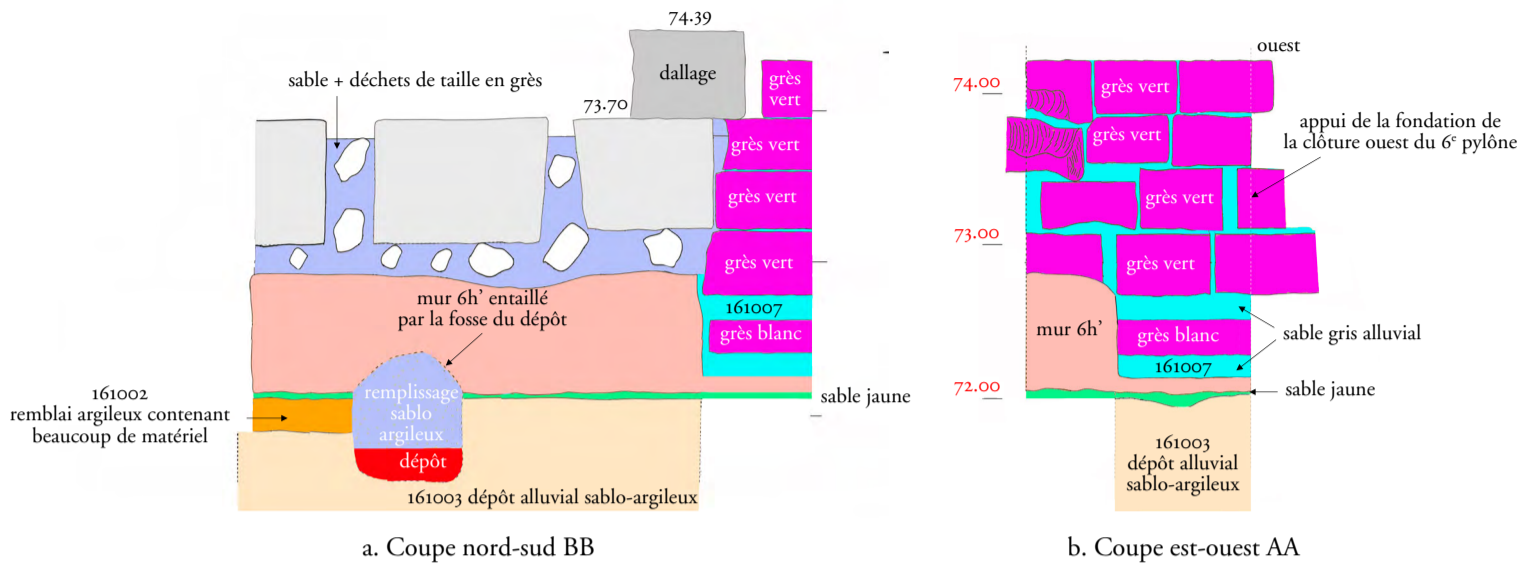 74.39
dallage
grès
vert
sable + déchets de taille en grès
73.70
grès vert
grès vert
grès vert
161007
grès blanc
mur 6h’ entaillé
par la fosse du dépôt
sable jaune
161002
remblai argileux contenant
beaucoup de matériel
remplissage
sablo
argileux
dépôt
161003 dépôt alluvial sablo-argileux
a. Coupe nord-sud BB
ouest
74.00
grès vert
grès vert
appui de la fondation de
la clôture ouest du 6e pylône
grès vert
73.00
grès vert
mur 6h’
grès blanc
sable gris alluvial
161007
72.00
sable jaune
161003
dépôt alluvial
sablo-argileux
b. Coupe est-ouest AA